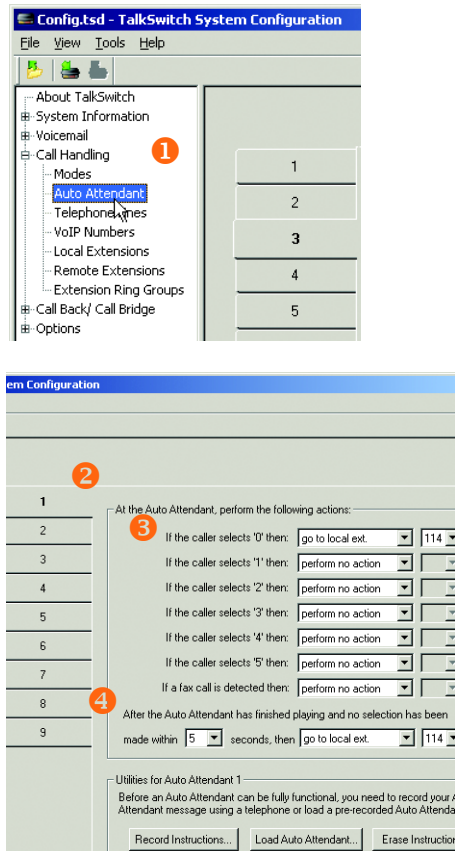 Config.tsd - TalkSwitch System Configuration
File View Tools Help
About TalkSwitch
System Information
Voicemail
Call Handling
1
Modes
Auto Attendant
Telephone
VoIP Numbers
Local Extensions
Remote Extensions
Extension Ring Groups
Call Back/ Call Bridge
Options
1
2
3
4
5
em Configuration
2
1
2
3
4
5
6
7
8
9
At the Auto Attendant, perform the following actions:
3
If the caller selects '0' then: go to local ext. 114
If the caller selects '1' then: perform no action
If the caller selects '2' then: perform no action
If the caller selects '3' then: perform no action
If the caller selects '4' then: perform no action
If the caller selects '5' then: perform no action
If a fax call is detected then: perform no action
4
After the Auto Attendant has finished playing and no selection has been
made within 5 seconds, then go to local ext. 114
Utilities for Auto Attendant 1
Before an Auto Attendant can be fully functional, you need to record your A
Attendant message using a telephone or load a pre-recorded Auto Attenda
Record Instructions... Load Auto Attendant... Erase Instruction